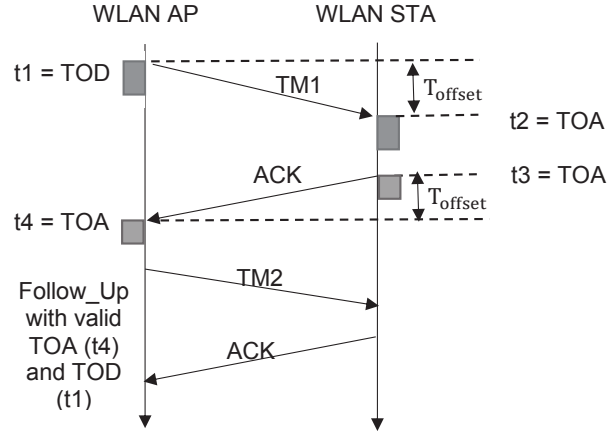 WLAN AP
WLAN STA
t1 = TOD
TM1
Toffset
t2 = TOA
ACK
t3 = TOA
Toffset
t4 = TOA
TM2
Follow_Up
with valid
TOA (t4)
and TOD
(t1)
ACK